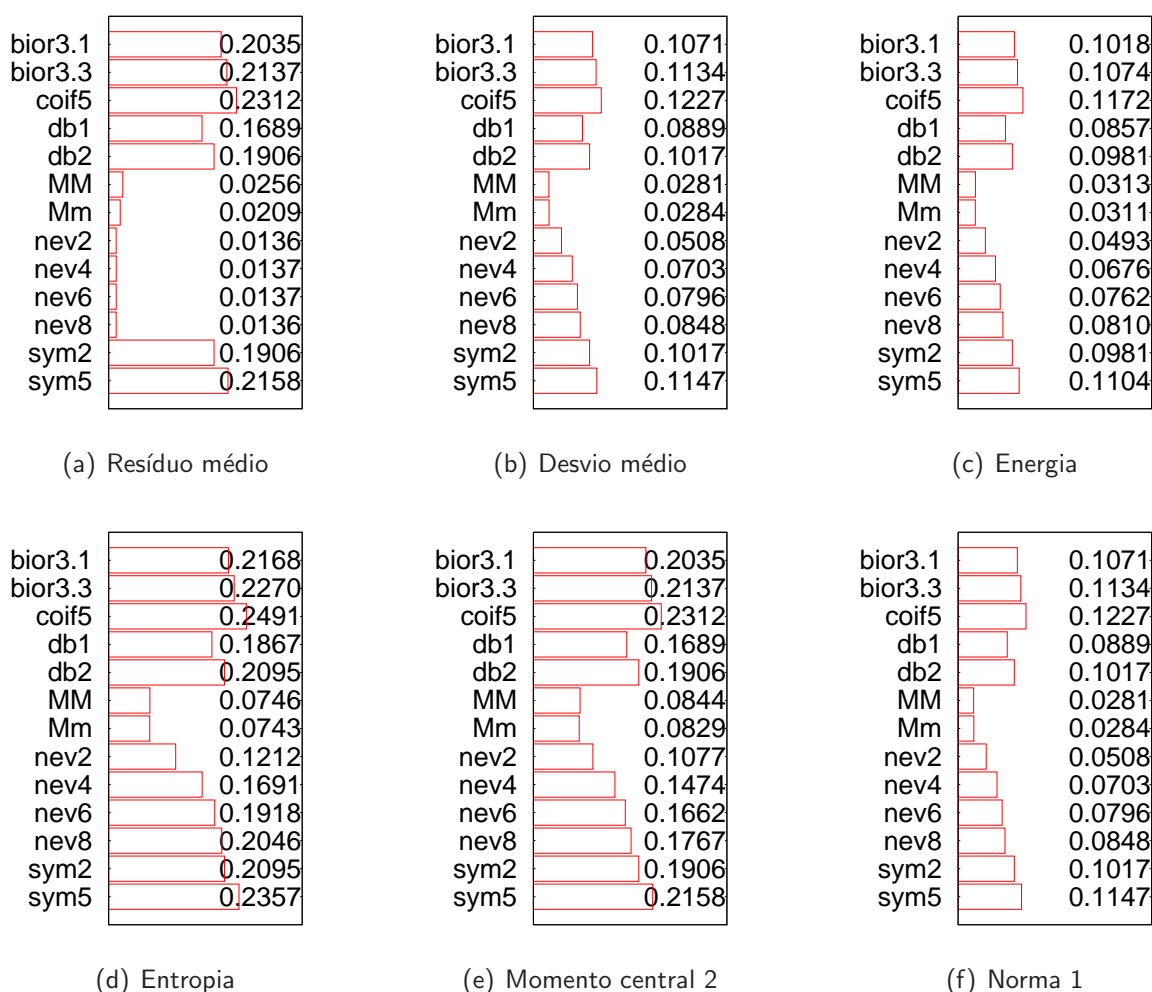 bior3.1 0.2035
bior3.3 0.2137
coif5 0.2312
db1 0.1689
db2 0.1906
MM 0.0256
Mm 0.0209
nev2 0.0136
nev4 0.0137
nev6 0.0137
nev8 0.0136
sym2 0.1906
sym5 0.2158
(a) Resíduo médio
bior3.1 0.1071
bior3.3 0.1134
coif5 0.1227
db1 0.0889
db2 0.1017
MM 0.0281
Mm 0.0284
nev2 0.0508
nev4 0.0703
nev6 0.0796
nev8 0.0848
sym2 0.1017
sym5 0.1147
(b) Desvio médio
bior3.1 0.1018
bior3.3 0.1074
coif5 0.1172
db1 0.0857
db2 0.0981
MM 0.0313
Mm 0.0311
nev2 0.0493
nev4 0.0676
nev6 0.0762
nev8 0.0810
sym2 0.0981
sym5 0.1104
(c) Energia
bior3.1 0.2168
bior3.3 0.2270
coif5 0.2491
db1 0.1867
db2 0.2095
MM 0.0746
Mm 0.0743
nev2 0.1212
nev4 0.1691
nev6 0.1918
nev8 0.2046
sym2 0.2095
sym5 0.2357
(d) Entropia
bior3.1 0.2035
bior3.3 0.2137
coif5 0.2312
db1 0.1689
db2 0.1906
MM 0.0844
Mm 0.0829
nev2 0.1077
nev4 0.1474
nev6 0.1662
nev8 0.1767
sym2 0.1906
sym5 0.2158
(e) Momento central 2
bior3.1 0.1071
bior3.3 0.1134
coif5 0.1227
db1 0.0889
db2 0.1017
MM 0.0281
Mm 0.0284
nev2 0.0508
nev4 0.0703
nev6 0.0796
nev8 0.0848
sym2 0.1017
sym5 0.1147
(f) Norma 1